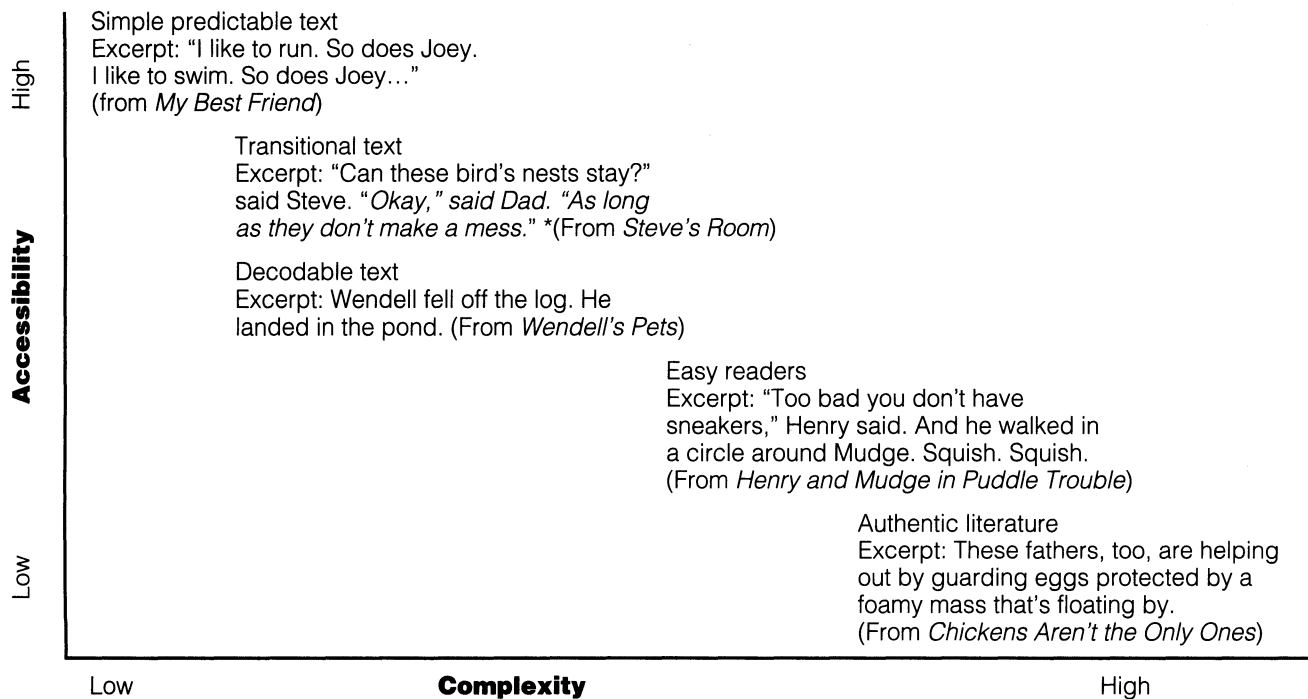 High
Accessibility
Low
Simple predictable text
Excerpt: “I like to run. So does Joey.
I like to swim. So does Joey...”
(from My Best Friend)
Transitional text
Excerpt: “Can these bird's nests stay?”
said Steve. “Okay,” said Dad. “As long
as they don't make a mess.” *(From Steve's Room)
Decodable text
Excerpt: Wendell fell off the log. He
landed in the pond. (From Wendell's Pets)
Easy readers
Excerpt: “Too bad you don't have
sneakers,” Henry said. And he walked in
a circle around Mudge. Squish. Squish.
(From Henry and Mudge in Puddle Trouble)
Authentic literature
Excerpt: These fathers, too, are helping
out by guarding eggs protected by a
foamy mass that's floating by.
(From Chickens Aren't the Only Ones)
Low Complexity High